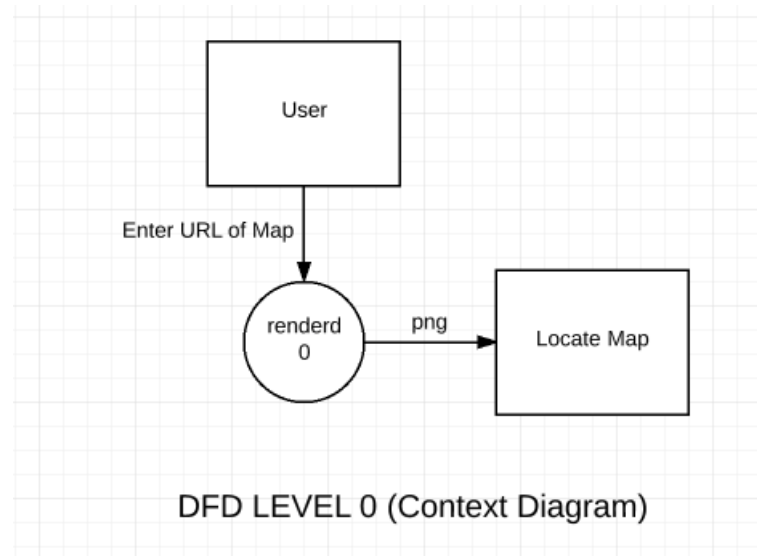 User
Enter URL of Map
renderd
0
png
Locate Map
DFD LEVEL 0 (Context Diagram)